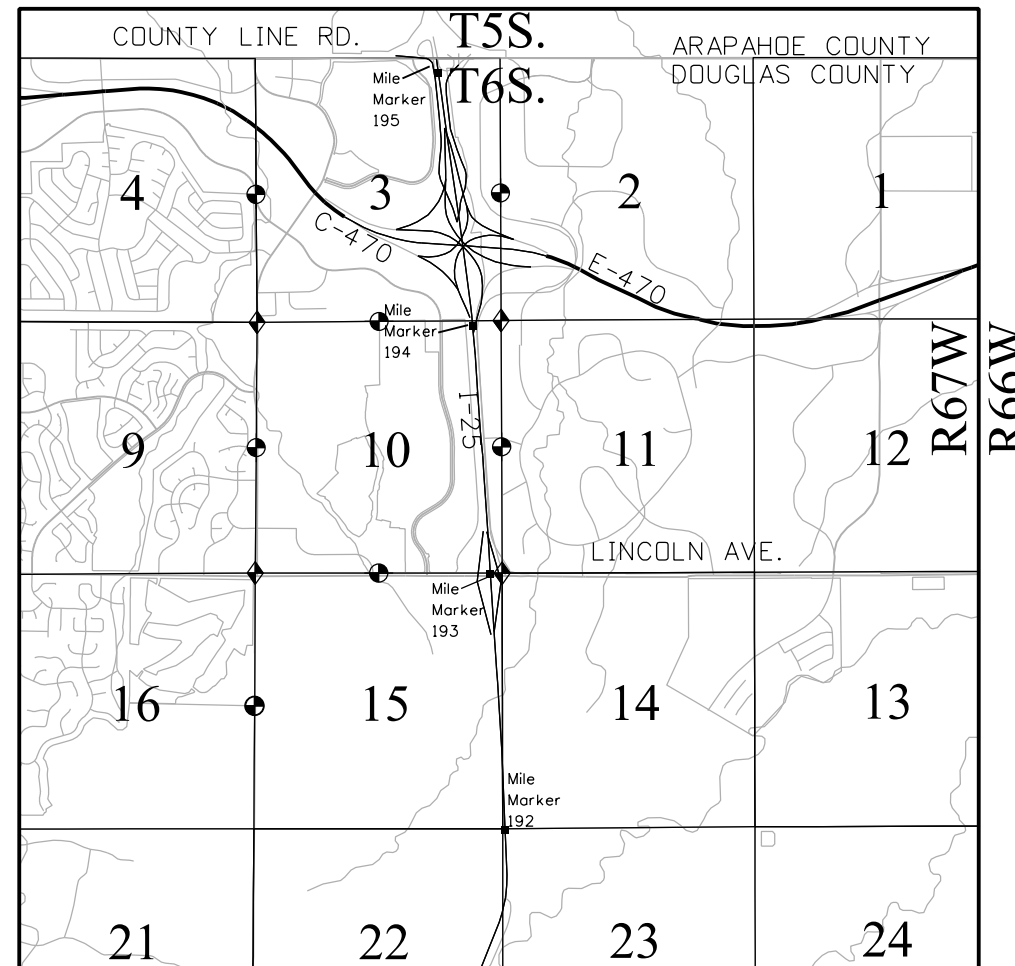 COUNTY LINE RD.
T5S.
ARAPAHOE COUNTY
T6S.
DOUGLAS COUNTY
Mile
Marker
195
4
3
2
1
C-470
E-470
Mile
Marker
194
R67W
R66W
I-25
9
10
11
12
LINCOLN AVE.
Mile
Marker
193
16
15
14
13
Mile
Marker
192
21
22
23
24